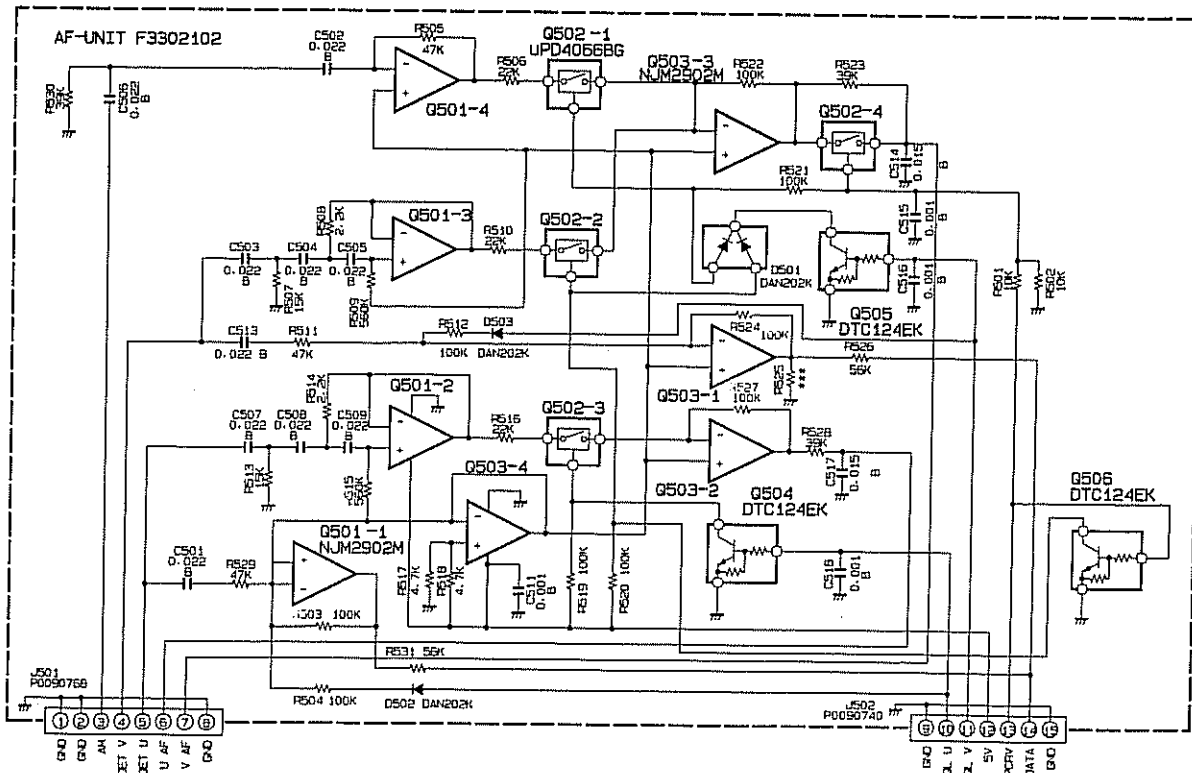 AF-UNIT F3302102
C502
0.022
B
R505
47K
R506
22K
Q502-1
UPD4066BG
Q503-3
NJM2902M
R522
100K
R523
39K
R530
39K
C506
0.022
B
Q501-4
Q502-4
C514
0.015
B
R521
100K
R508
2.2K
Q501-3
R510
22K
Q502-2
C503
0.022
B
C504
0.022
B
C505
0.022
B
R507
15K
R509
560K
D501
DAN202K
C515
0.001
B
C516
0.001
B
R501
10K
R502
10K
Q505
DTC124EK
C513
0.022 B
R511
47K
R512
100K
D503
DAN202K
R524
100K
R526
56K
R525
***
R514
2.2K
Q501-2
R516
22K
Q502-3
Q503-1
R527
100K
C507
0.022
B
C508
0.022
B
C509
0.022
B
R513
15K
R515
560K
Q503-4
R528
39K
C517
0.015
B
Q503-2
Q504
DTC124EK
Q506
DTC124EK
Q501-1
NJM2902M
C501
0.022
B
R529
47K
R503 100K
R517
4.7K
R518
4.7K
C511
0.001
B
R519 100K
R520 100K
0.001
B
R531 56K
R504 100K
D502 DAN202K
J501
P0090768
J502
P0090740
1 2 3 4 5 6 7 8
GND
GND
AM
DET V
DET U
U AF
V AF
GND
9 10 11 12 13 14 15
GND
5V
DATA
GND